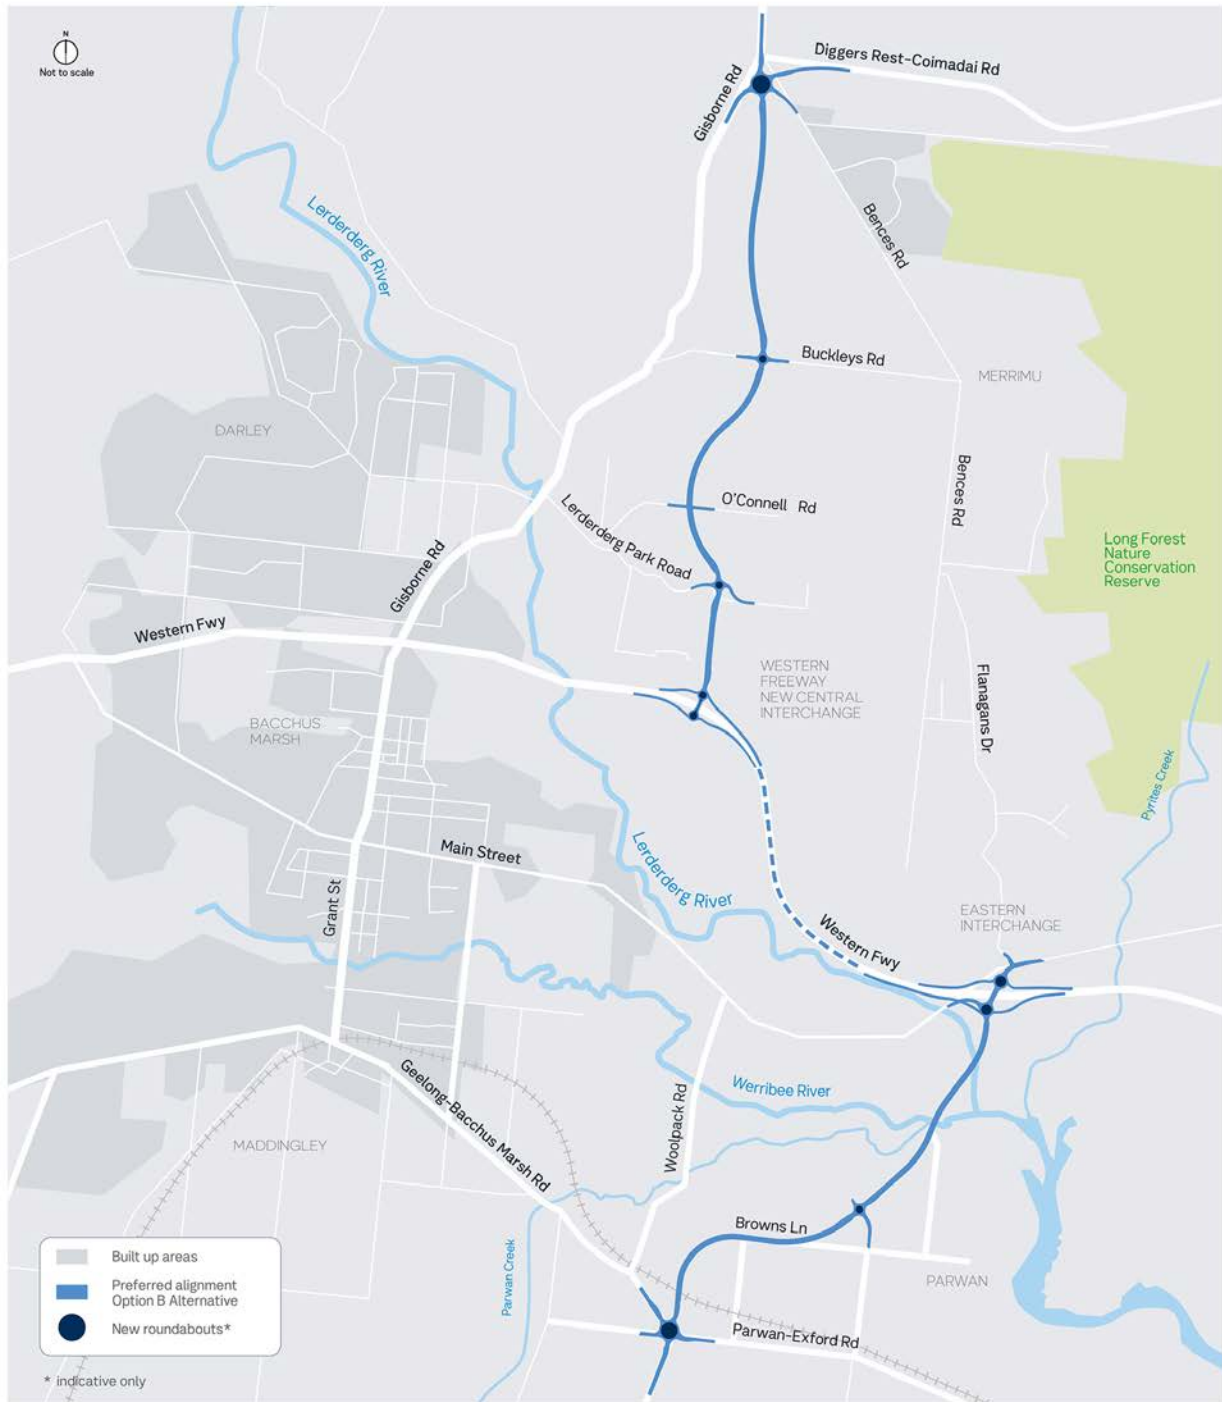 N
Not to scale
Diggers Rest-Coimadai Rd
Gisborne Rd
Lerderderg River
Bences Rd
Buckleys Rd
MERRIMU
DARLEY
Bences Rd
O'Connell Rd
Lerderderg Park Road
Long Forest
Nature
Conservation
Reserve
Gisborne Rd
Western Fwy
WESTERN
FREEWAY
NEW CENTRAL
INTERCHANGE
Flanagans Dr
BACCHUS
MARSH
Pyrites Creek
Main Street
Lerderderg River
Grant St
Western Fwy
EASTERN
INTERCHANGE
Geelong-Bacchus Marsh Rd
Werribee River
Woolpack Rd
MADDINGLEY
Browns Ln
Parwan Creek
PARWAN
Parwan-Exford Rd
Built up areas
Preferred alignment
Option B Alternative
New roundabouts*
* indicative only